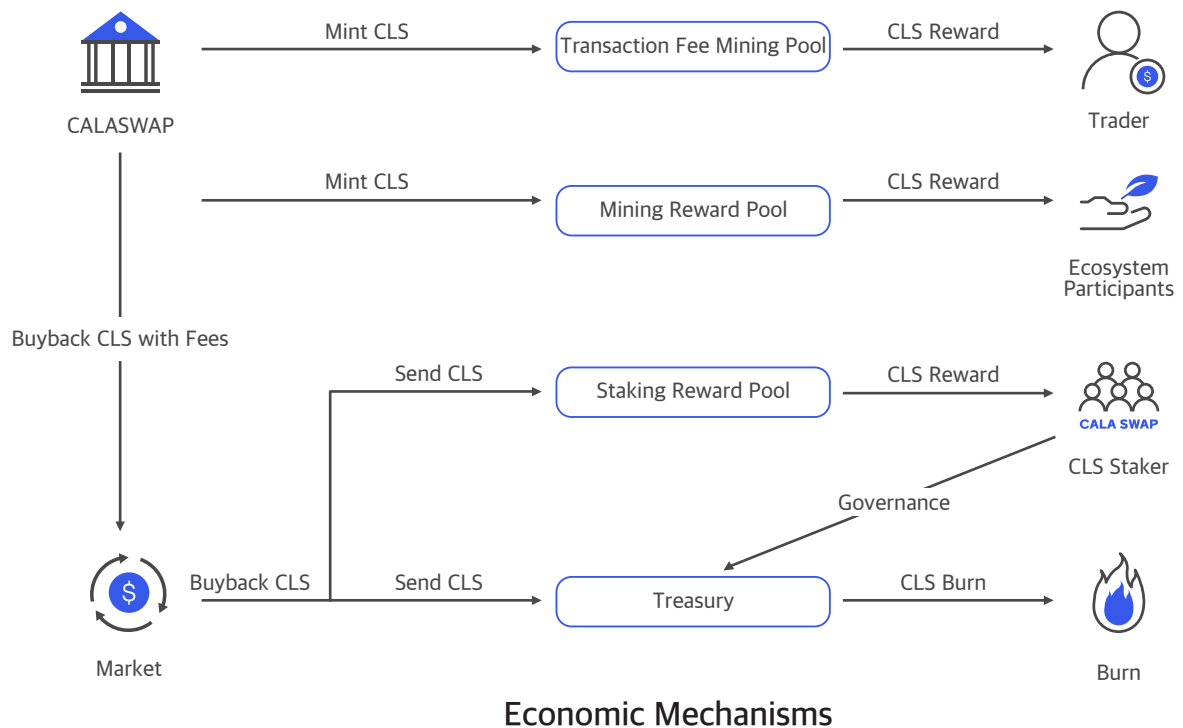 Mint CLS
Transaction Fee Mining Pool
CLS Reward
$
CALASWAP
Trader
Mint CLS
Mining Reward Pool
CLS Reward
Ecosystem
Participants
Buyback CLS with Fees
Send CLS
Staking Reward Pool
CLS Reward
CALA SWAP
CLS Staker
Governance
$
Buyback CLS
Send CLS
Treasury
CLS Burn
Market
Burn
Economic Mechanisms